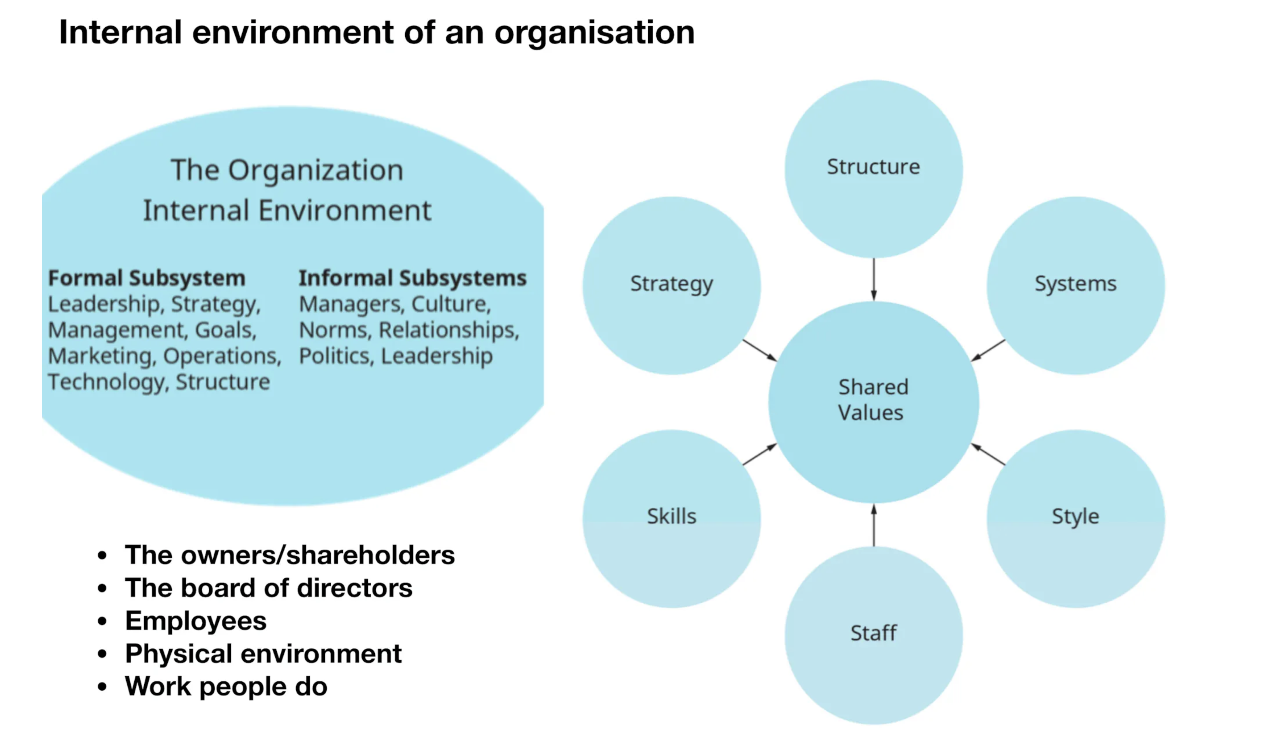 Internal environment of an organisation
The Organization
Internal Environment
Formal Subsystem
Leadership, Strategy,
Management, Goals,
Marketing, Operations,
Technology, Structure
Informal Subsystems
Managers, Culture,
Norms, Relationships,
Politics, Leadership
• The owners/shareholders
• The board of directors
• Employees
• Physical environment
• Work people do
Structure
Strategy
Systems
Shared
Values
Skills
Style
Staff